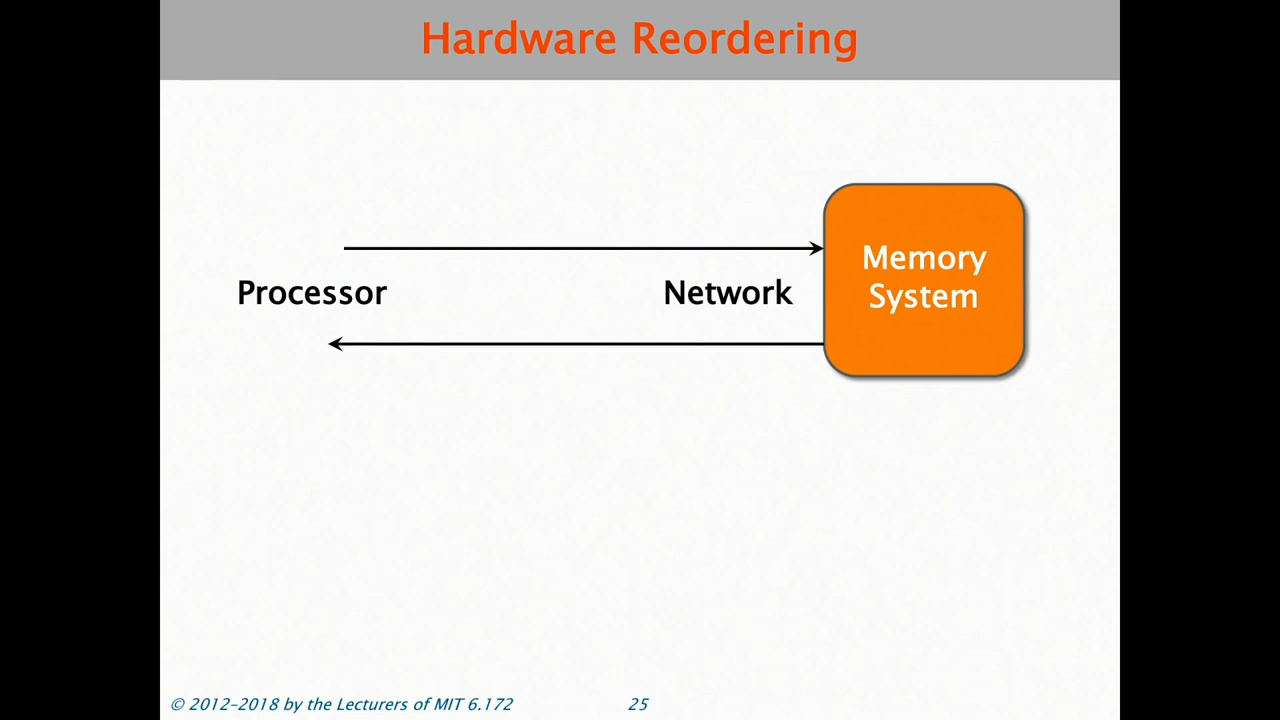 Hardware Reordering
Processor
Network
Memory
System
© 2012–2018 by the Lecturers of MIT 6.172
25